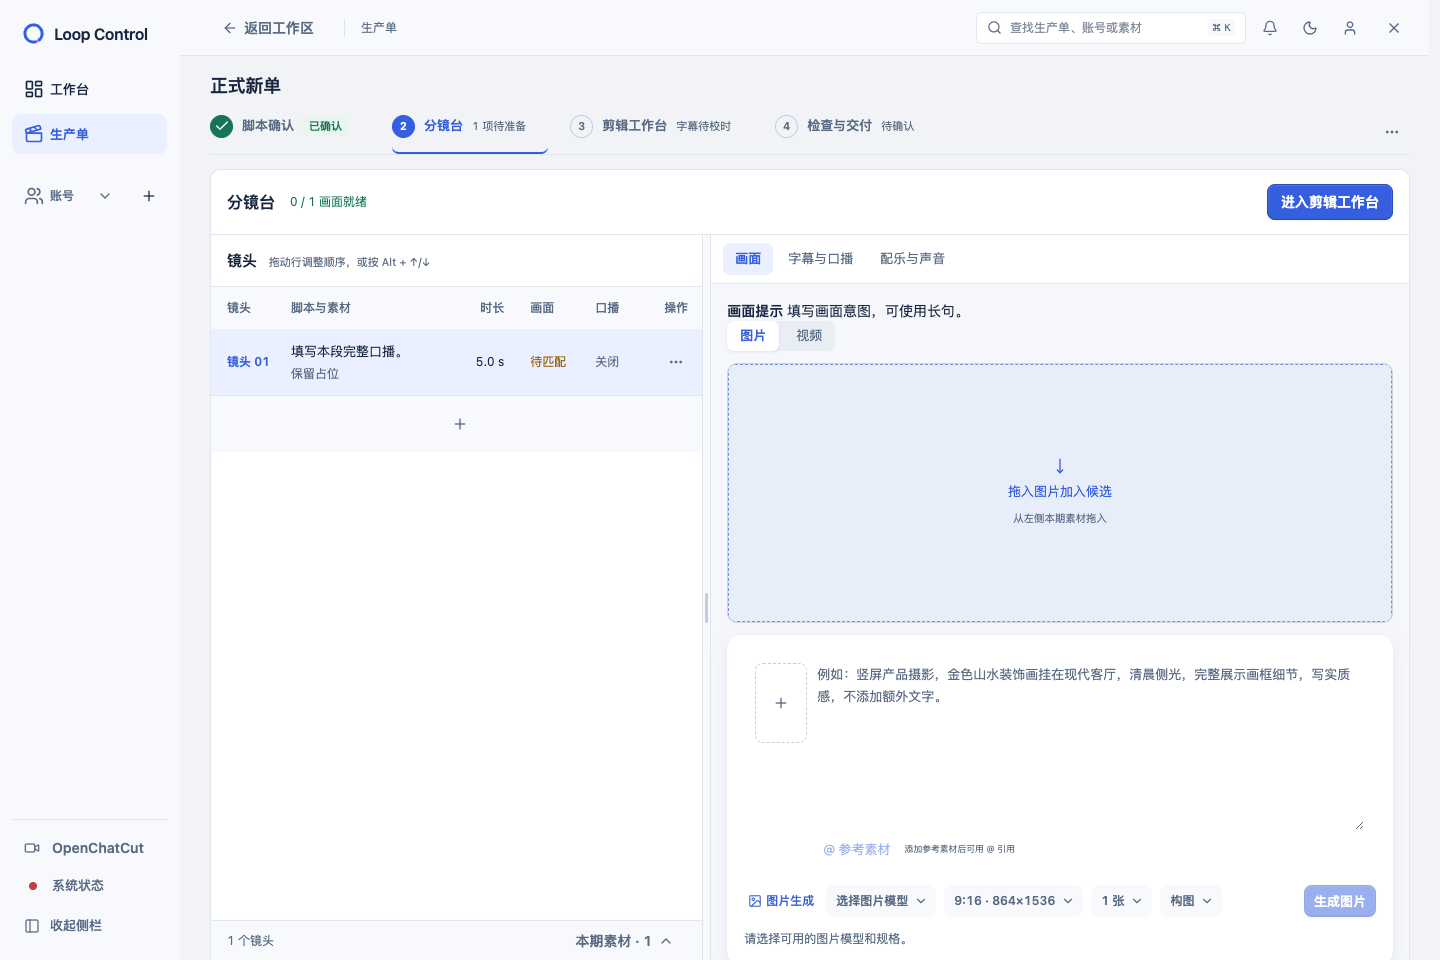 Loop Control
返回工作区
生产单
查找生产单、账号或素材
⌘ K
工作台
生产单
账号
正式新单
脚本确认 已确认
2 分镜台 1 项待准备
3 剪辑工作台 字幕待校时
4 检查与交付 待确认
分镜台 0 / 1 画面就绪
进入剪辑工作台
镜头 拖动行调整顺序，或按 Alt + ↑/↓
镜头 脚本与素材 时长 画面 口播 操作
镜头 01 填写本段完整口播。 5.0 s 待匹配 关闭
保留占位
1 个镜头
本期素材 · 1
画面 字幕与口播 配乐与声音
画面提示 填写画面意图，可使用长句。
图片 视频
拖入图片加入候选
从左侧本期素材拖入
例如：竖屏产品摄影，金色山水装饰画挂在现代客厅，清晨侧光，完整展示画框细节，写实质
感，不添加额外文字。
@ 参考素材 添加参考素材后可用 @ 引用
图片生成 选择图片模型 9:16 · 864×1536 1 张 构图 生成图片
请选择可用的图片模型和规格。
OpenChatCut
系统状态
收起侧栏